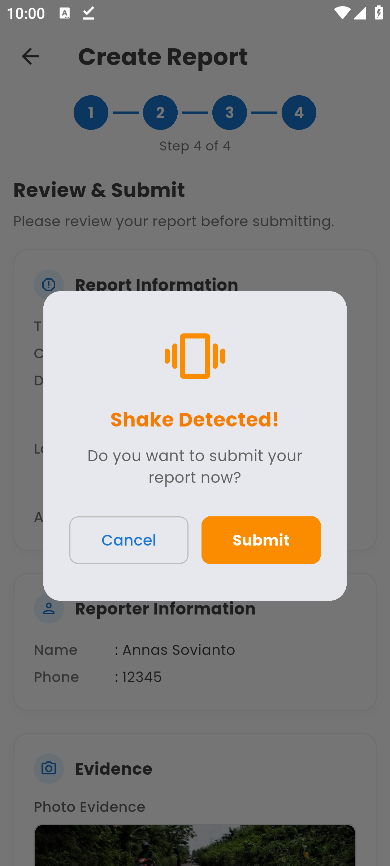 10:00
Create Report
1 2 3 4
Step 4 of 4
Review & Submit
Please review your report before submitting.
Report Information
T
C
D
Shake Detected!
Lo
Do you want to submit your
report now?
A
Cancel Submit
Reporter Information
Name : Annas Sovianto
Phone : 12345
Evidence
Photo Evidence